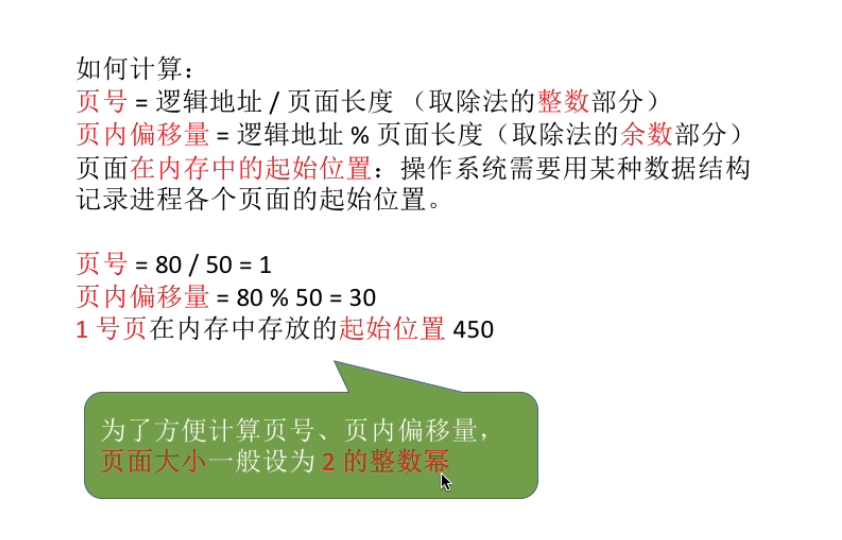 如何计算：
页号 = 逻辑地址 / 页面长度 （取除法的整数部分）
页内偏移量 = 逻辑地址 % 页面长度（取除法的余数部分）
页面在内存中的起始位置：操作系统需要用某种数据结构
记录进程各个页面的起始位置。
页号 = 80 / 50 = 1
页内偏移量 = 80 % 50 = 30
1 号页在内存中存放的起始位置 450
为了方便计算页号、页内偏移量，
页面大小一般设为 2 的整数幂